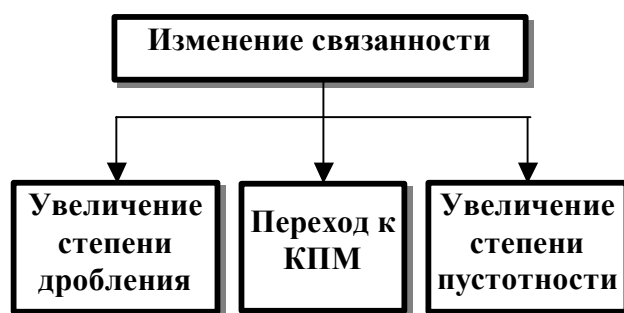 Изменение связанности
Увеличение
степени
дробления
Переход к
КПМ
Увеличение
степени
пустотности